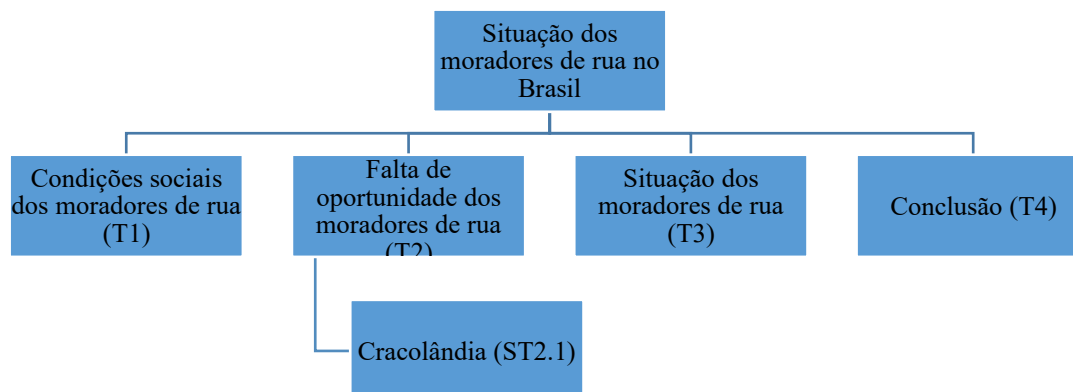 Situação dos
moradores de rua no
Brasil
Condições sociais
dos moradores de rua
(T1)
Falta de
oportunidade dos
moradores de rua
(T2)
Situação dos
moradores de rua
(T3)
Conclusão (T4)
Cracolândia (ST2.1)